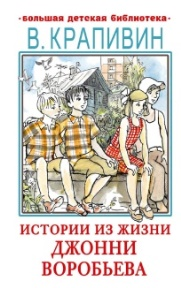 ·большая детская библиотека·
В. КРАПИВИН
ИСТОРИИ ИЗ ЖИЗНИ
ДЖОННИ
ВОРОБЬЕВА